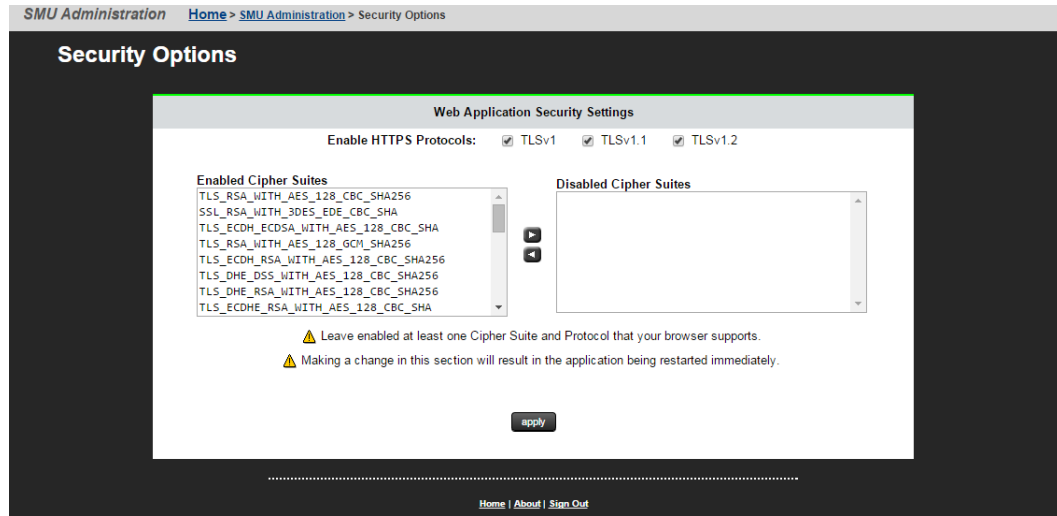 SMU Administration Home > SMU Administration > Security Options
Security Options
Web Application Security Settings
Enable HTTPS Protocols: TLSv1 TLSv1.1 TLSv1.2
Enabled Cipher Suites
TLS_RSA_WITH_AES_128_CBC_SHA256
SSL_RSA_WITH_3DES_EDE_CBC_SHA
TLS_ECDH_ECDSA_WITH_AES_128_CBC_SHA
TLS_RSA_WITH_AES_128_GCM_SHA256
TLS_ECDH_RSA_WITH_AES_128_CBC_SHA256
TLS_DHE_DSS_WITH_AES_128_CBC_SHA256
TLS_DHE_RSA_WITH_AES_128_CBC_SHA256
TLS_ECDHE_RSA_WITH_AES_128_CBC_SHA
Disabled Cipher Suites
Leave enabled at least one Cipher Suite and Protocol that your browser supports.
Making a change in this section will result in the application being restarted immediately.
apply
Home | About | Sign Out